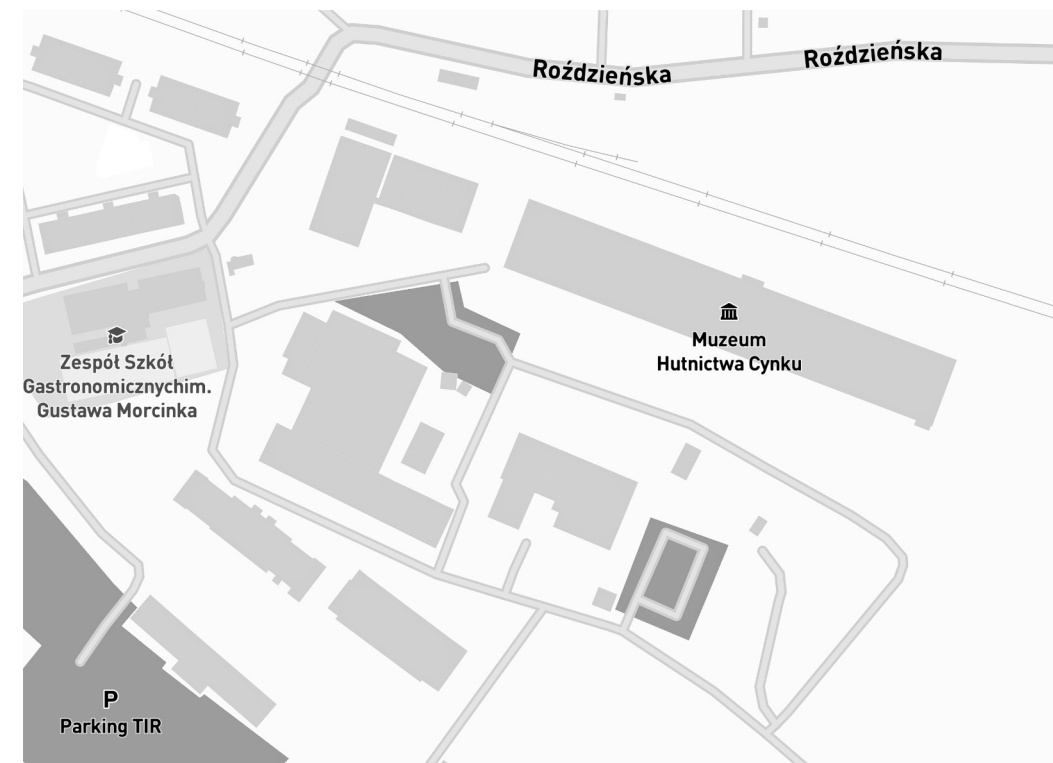 Roździeńska
Roździeńska
Muzeum
Hutnictwa Cynku
Zespół Szkół
Gastronomicznychim.
Gustawa Morcinka
P
Parking TIR